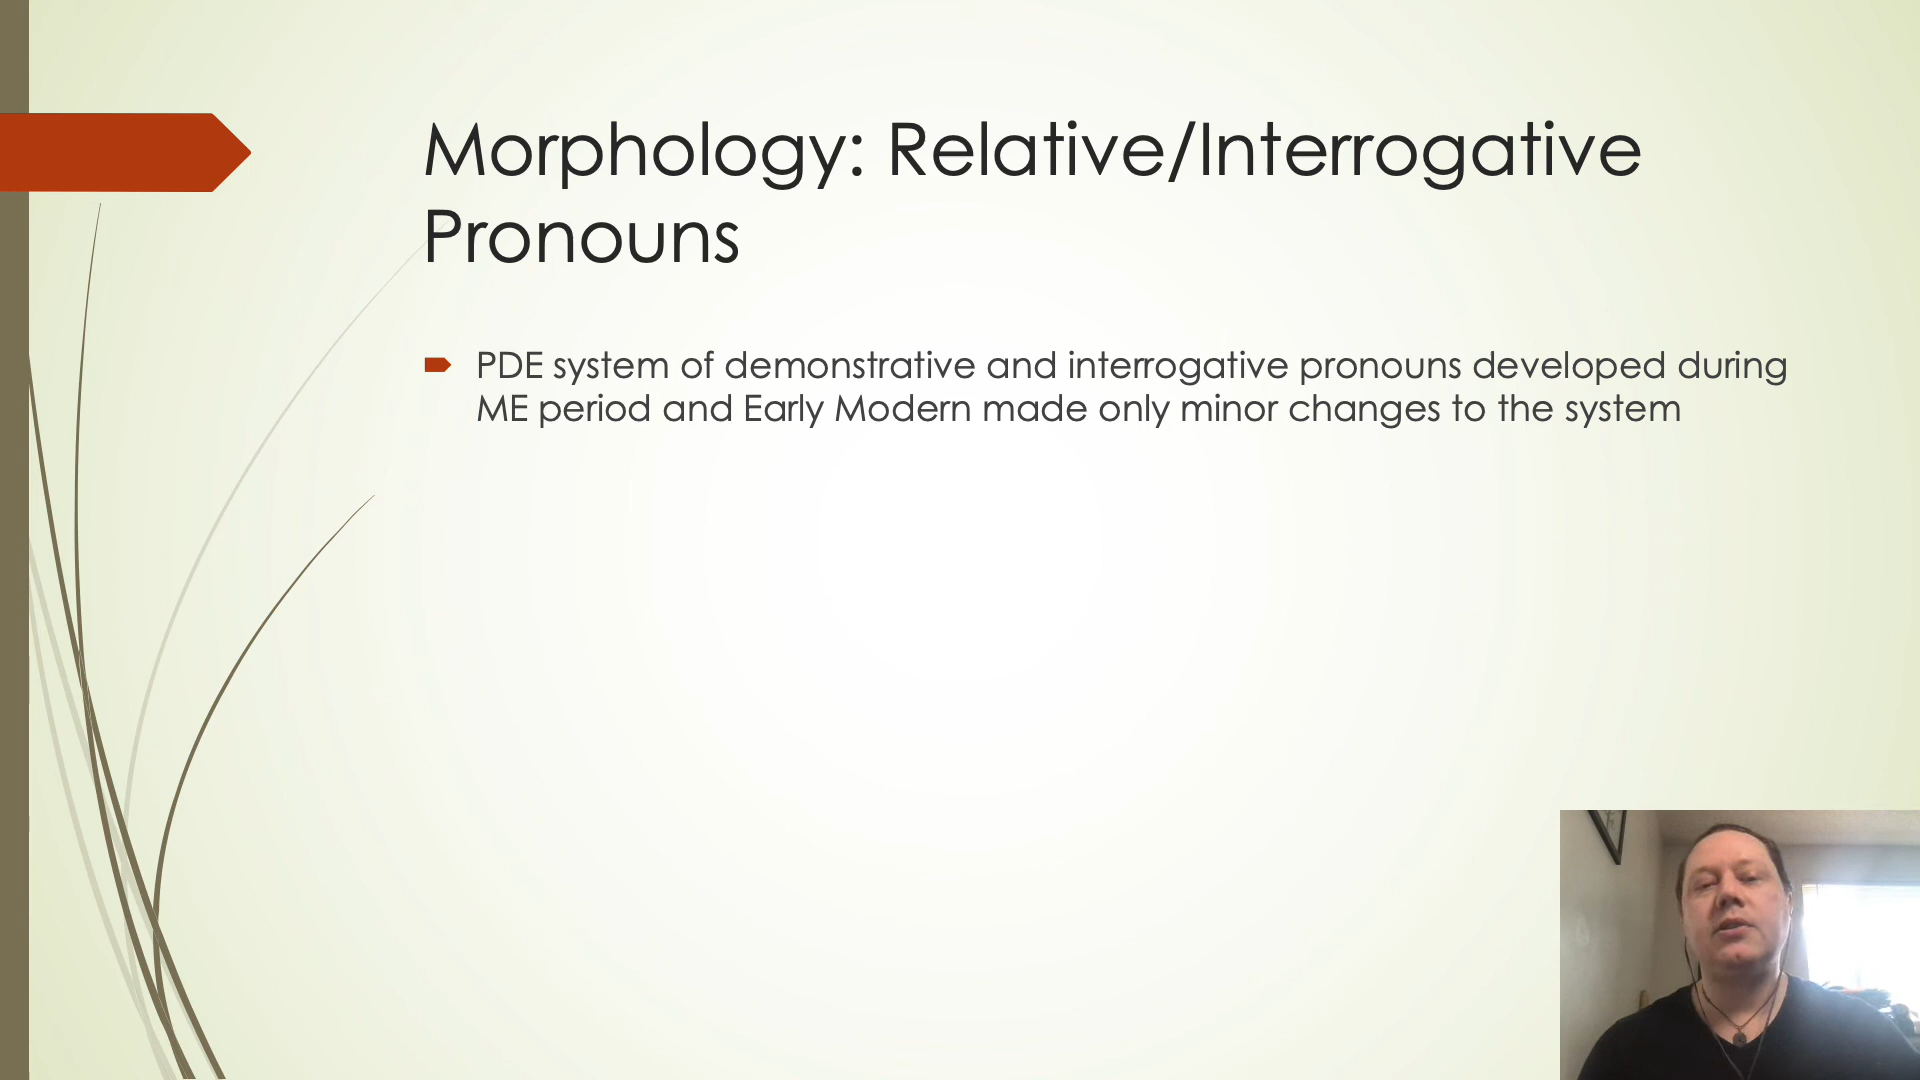 Morphology: Relative/Interrogative
Pronouns
PDE system of demonstrative and interrogative pronouns developed during
ME period and Early Modern made only minor changes to the system